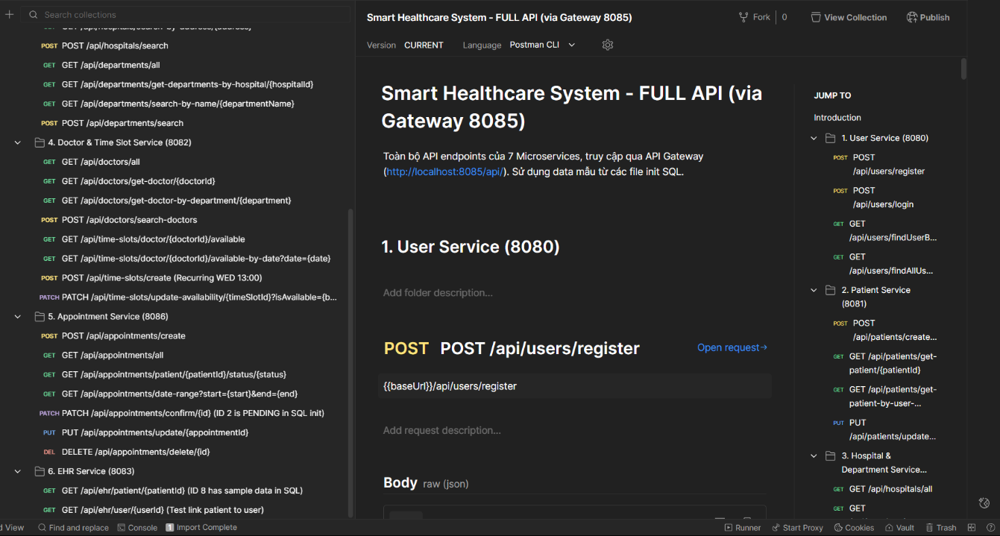 Search collections
GET /api/hospitals/search-by-address/{address}
POST POST /api/hospitals/search
GET GET /api/departments/all
GET GET /api/departments/get-departments-by-hospital/{hospitalId}
GET GET /api/departments/search-by-name/{departmentName}
POST POST /api/departments/search
4. Doctor & Time Slot Service (8082)
GET GET /api/doctors/all
GET GET /api/doctors/get-doctor/{doctorId}
GET GET /api/doctors/get-doctor-by-department/{department}
POST POST /api/doctors/search-doctors
GET GET /api/time-slots/doctor/{doctorId}/available
GET GET /api/time-slots/doctor/{doctorId}/available-by-date?date={date}
POST POST /api/time-slots/create (Recurring WED 13:00)
PATCH PATCH /api/time-slots/update-availability/{timeSlotId}?isAvailable={b...
5. Appointment Service (8086)
POST POST /api/appointments/create
GET GET /api/appointments/all
GET GET /api/appointments/patient/{patientId}/status/{status}
GET GET /api/appointments/date-range?start={start}&end={end}
PATCH PATCH /api/appointments/confirm/{id} (ID 2 is PENDING in SQL init)
PUT PUT /api/appointments/update/{appointmentId}
DEL DELETE /api/appointments/delete/{id}
6. EHR Service (8083)
GET GET /api/ehr/patient/{patientId} (ID 8 has sample data in SQL)
GET GET /api/ehr/user/{userId} (Test link patient to user)
Smart Healthcare System - FULL API (via Gateway 8085)
Fork 0 View Collection Publish
Version CURRENT Language Postman CLI
Smart Healthcare System - FULL API (via
Gateway 8085)
Toàn bộ API endpoints của 7 Microservices, truy cập qua API Gateway
(http://localhost:8085/api/). Sử dụng data mẫu từ các file init SQL.
1. User Service (8080)
Add folder description...
POST POST /api/users/register Open request→
{{baseUrl}}/api/users/register
Add request description...
Body raw (json)
JUMP TO
Introduction
1. User Service (8080)
POST POST
/api/users/register
POST POST
/api/users/login
GET GET
/api/users/findUserB...
GET GET
/api/users/findAllUs...
2. Patient Service
(8081)
POST POST
/api/patients/create...
GET GET /api/patients/get-
patient/{patientId}
GET GET /api/patients/get-
patient-by-user-...
PUT PUT
/api/patients/update...
3. Hospital &
Department Service...
GET GET /api/hospitals/all
GET GET
d View Find and replace Console 1 Import Complete
Runner Start Proxy Cookies Vault Trash